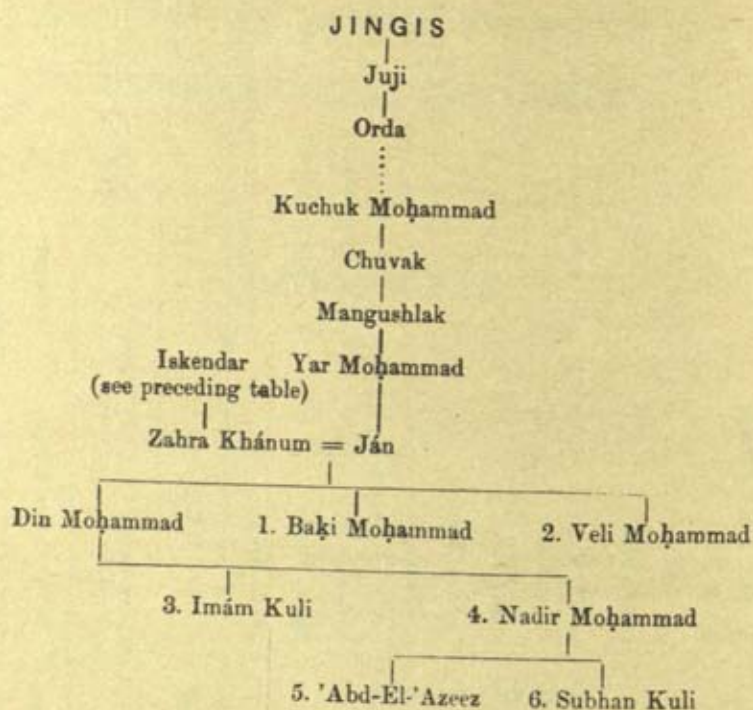 JINGIS
Juji
Orda
Kuchuk Moḥammad
Chuvak
Mangushlak
Iskendar Yar Moḥammad
(see preceding table)
Zahra Khánum = Ján
Din Moḥammad 1. Baḳi Moḥammad 2. Veli Moḥammad
3. Imám Kuli 4. Nadir Moḥammad
5. 'Abd-El-'Azeez 6. Subhan Kuli